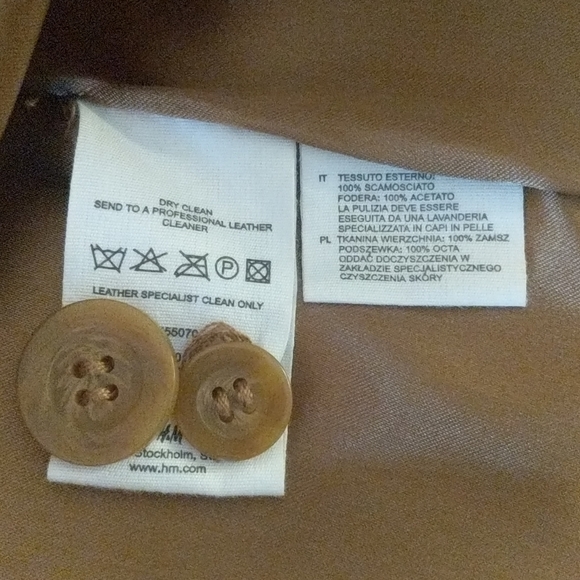 DRY CLEAN
SEND TO A PROFESSIONAL LEATHER
CLEANER
P
LEATHER SPECIALIST CLEAN ONLY
H&M
Stockholm,
www.hm.com
IT TESSUTO ESTERNO:
100% SCAMOSCIATO
FODERA: 100% ACETATO
LA PULIZIA DEVE ESSERE
ESEGUITA DA UNA LAVANDERIA
SPECIALIZZATA IN CAPI IN PELLE
PL TKANINA WIERZCHNIA: 100% ZAMSZ
PODSZEWKA: 100% OCTA
ODDAĆ DOCZYSZCZENIA W
ZAKŁADZIE SPECJALISTYCZNEGO
CZYSZCZENIA SKÓRY